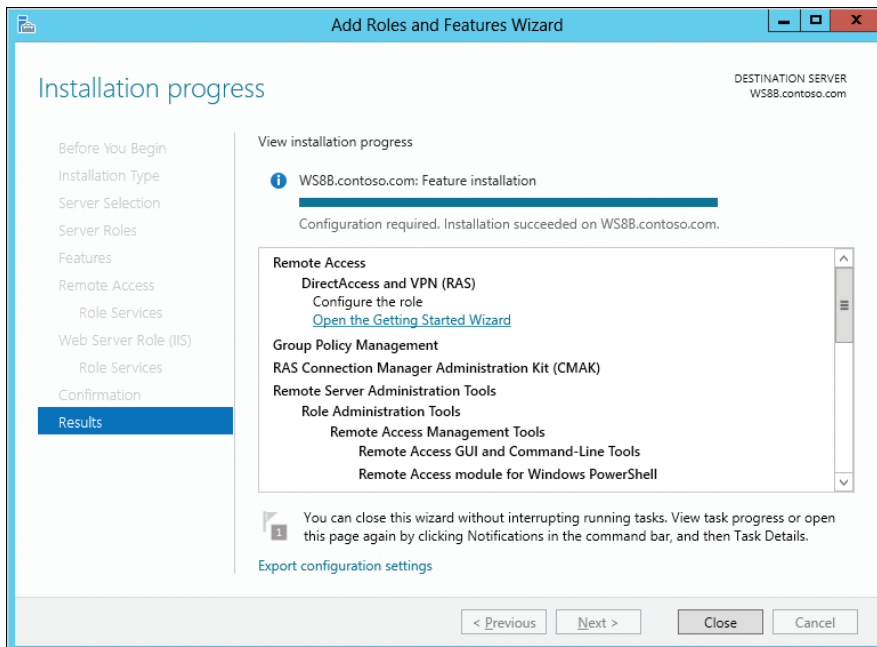 Add Roles and Features Wizard
Installation progress
DESTINATION SERVER
WS8B.contoso.com
Before You Begin
Installation Type
Server Selection
Server Roles
Features
Remote Access
Role Services
Web Server Role (IIS)
Role Services
Confirmation
Results
View installation progress
WS8B.contoso.com: Feature installation
Configuration required. Installation succeeded on WS8B.contoso.com.
Remote Access
DirectAccess and VPN (RAS)
Configure the role
Open the Getting Started Wizard
Group Policy Management
RAS Connection Manager Administration Kit (CMAK)
Remote Server Administration Tools
Role Administration Tools
Remote Access Management Tools
Remote Access GUI and Command-Line Tools
Remote Access module for Windows PowerShell
1
You can close this wizard without interrupting running tasks. View task progress or open
this page again by clicking Notifications in the command bar, and then Task Details.
Export configuration settings
< Previous
Next >
Close
Cancel